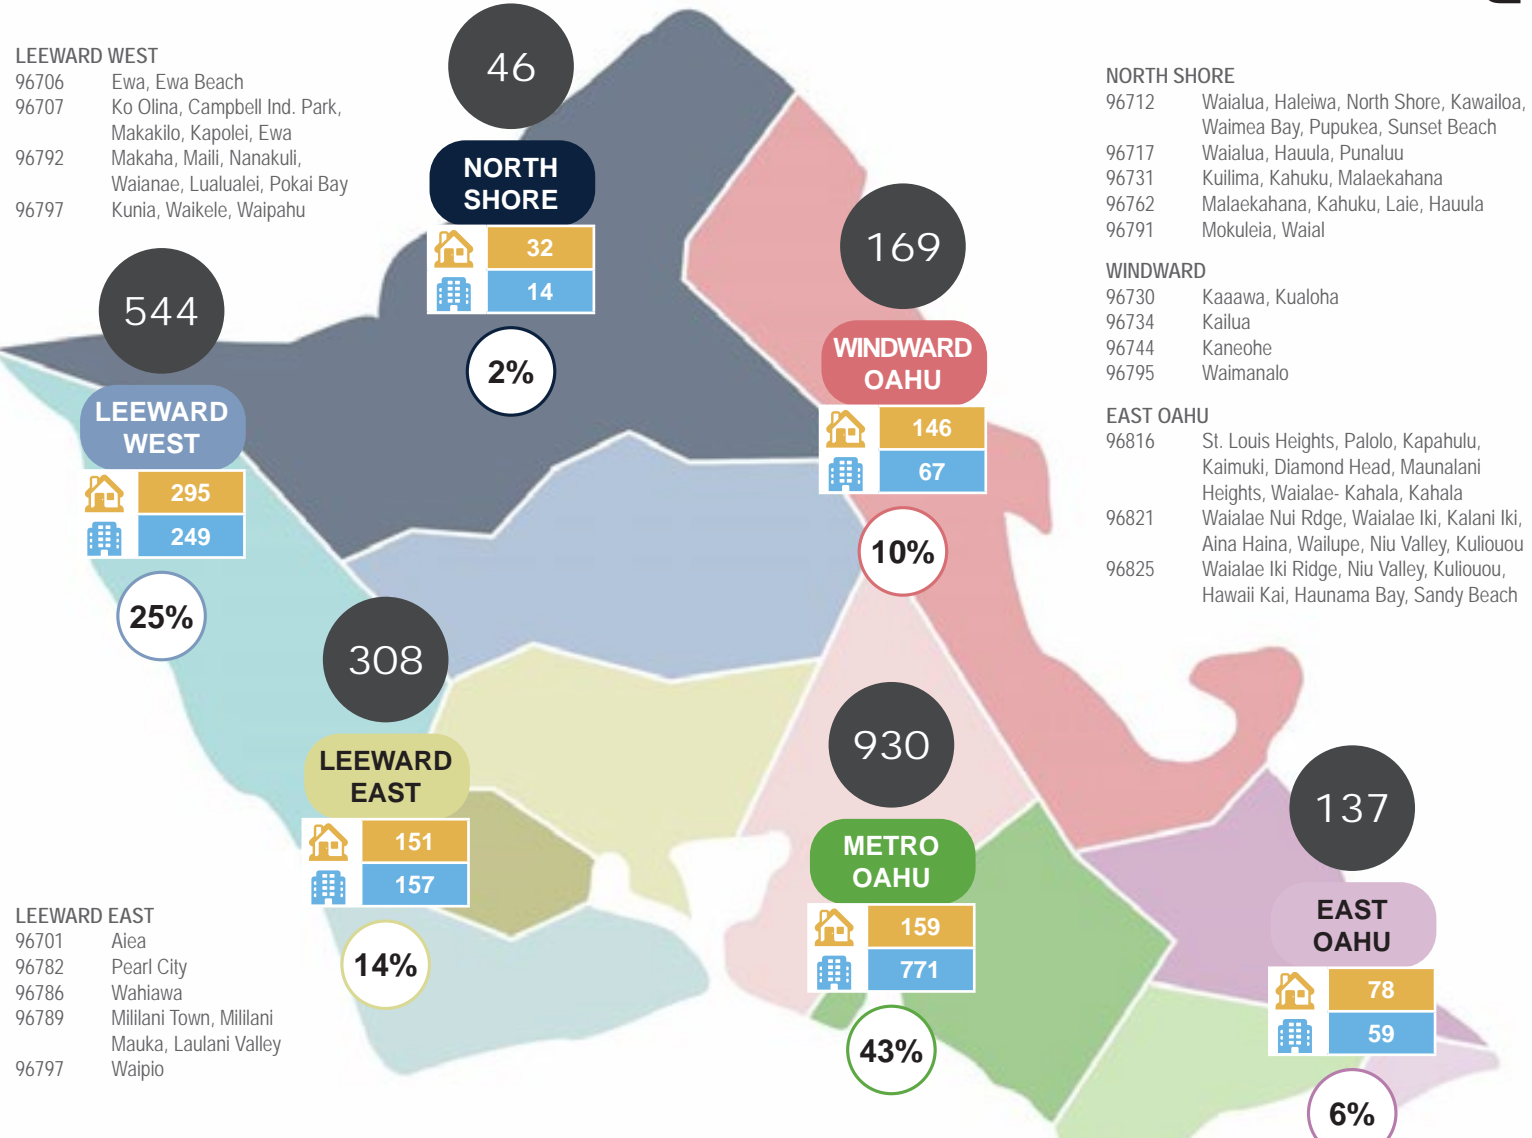 LEEWARD WEST
96706 Ewa, Ewa Beach
96707 Ko Olina, Campbell Ind. Park,
Makakilo, Kapolei, Ewa
96792 Makaha, Maili, Nanakuli,
Waianae, Lualualei, Pokai Bay
96797 Kunia, Waikele, Waipahu
46
NORTH
SHORE
32
14
2%
NORTH SHORE
96712 Waialua, Haleiwa, North Shore, Kawailoa,
Waimea Bay, Pupukea, Sunset Beach
96717 Waialua, Hauula, Punaluu
96731 Kuilima, Kahuku, Malaekahana
96762 Malaekahana, Kahuku, Laie, Hauula
96791 Mokuleia, Waial
WINDWARD
96730 Kaaawa, Kualoha
96734 Kailua
96744 Kaneohe
96795 Waimanalo
EAST OAHU
96816 St. Louis Heights, Palolo, Kapahulu,
Kaimuki, Diamond Head, Maunalani
Heights, Waialae- Kahala, Kahala
96821 Waialae Nui Rdge, Waialae Iki, Kalani Iki,
Aina Haina, Wailupe, Niu Valley, Kuliouou
96825 Waialae Iki Ridge, Niu Valley, Kuliouou,
Hawaii Kai, Haunama Bay, Sandy Beach
169
WINDWARD
OAHU
146
67
10%
544
LEEWARD
WEST
295
249
25%
308
LEEWARD
EAST
151
157
14%
930
METRO
OAHU
159
771
43%
137
EAST
OAHU
78
59
6%
LEEWARD EAST
96701 Aiea
96782 Pearl City
96786 Wahiawa
96789 Mililani Town, Mililani
Mauka, Laulani Valley
96797 Waipio